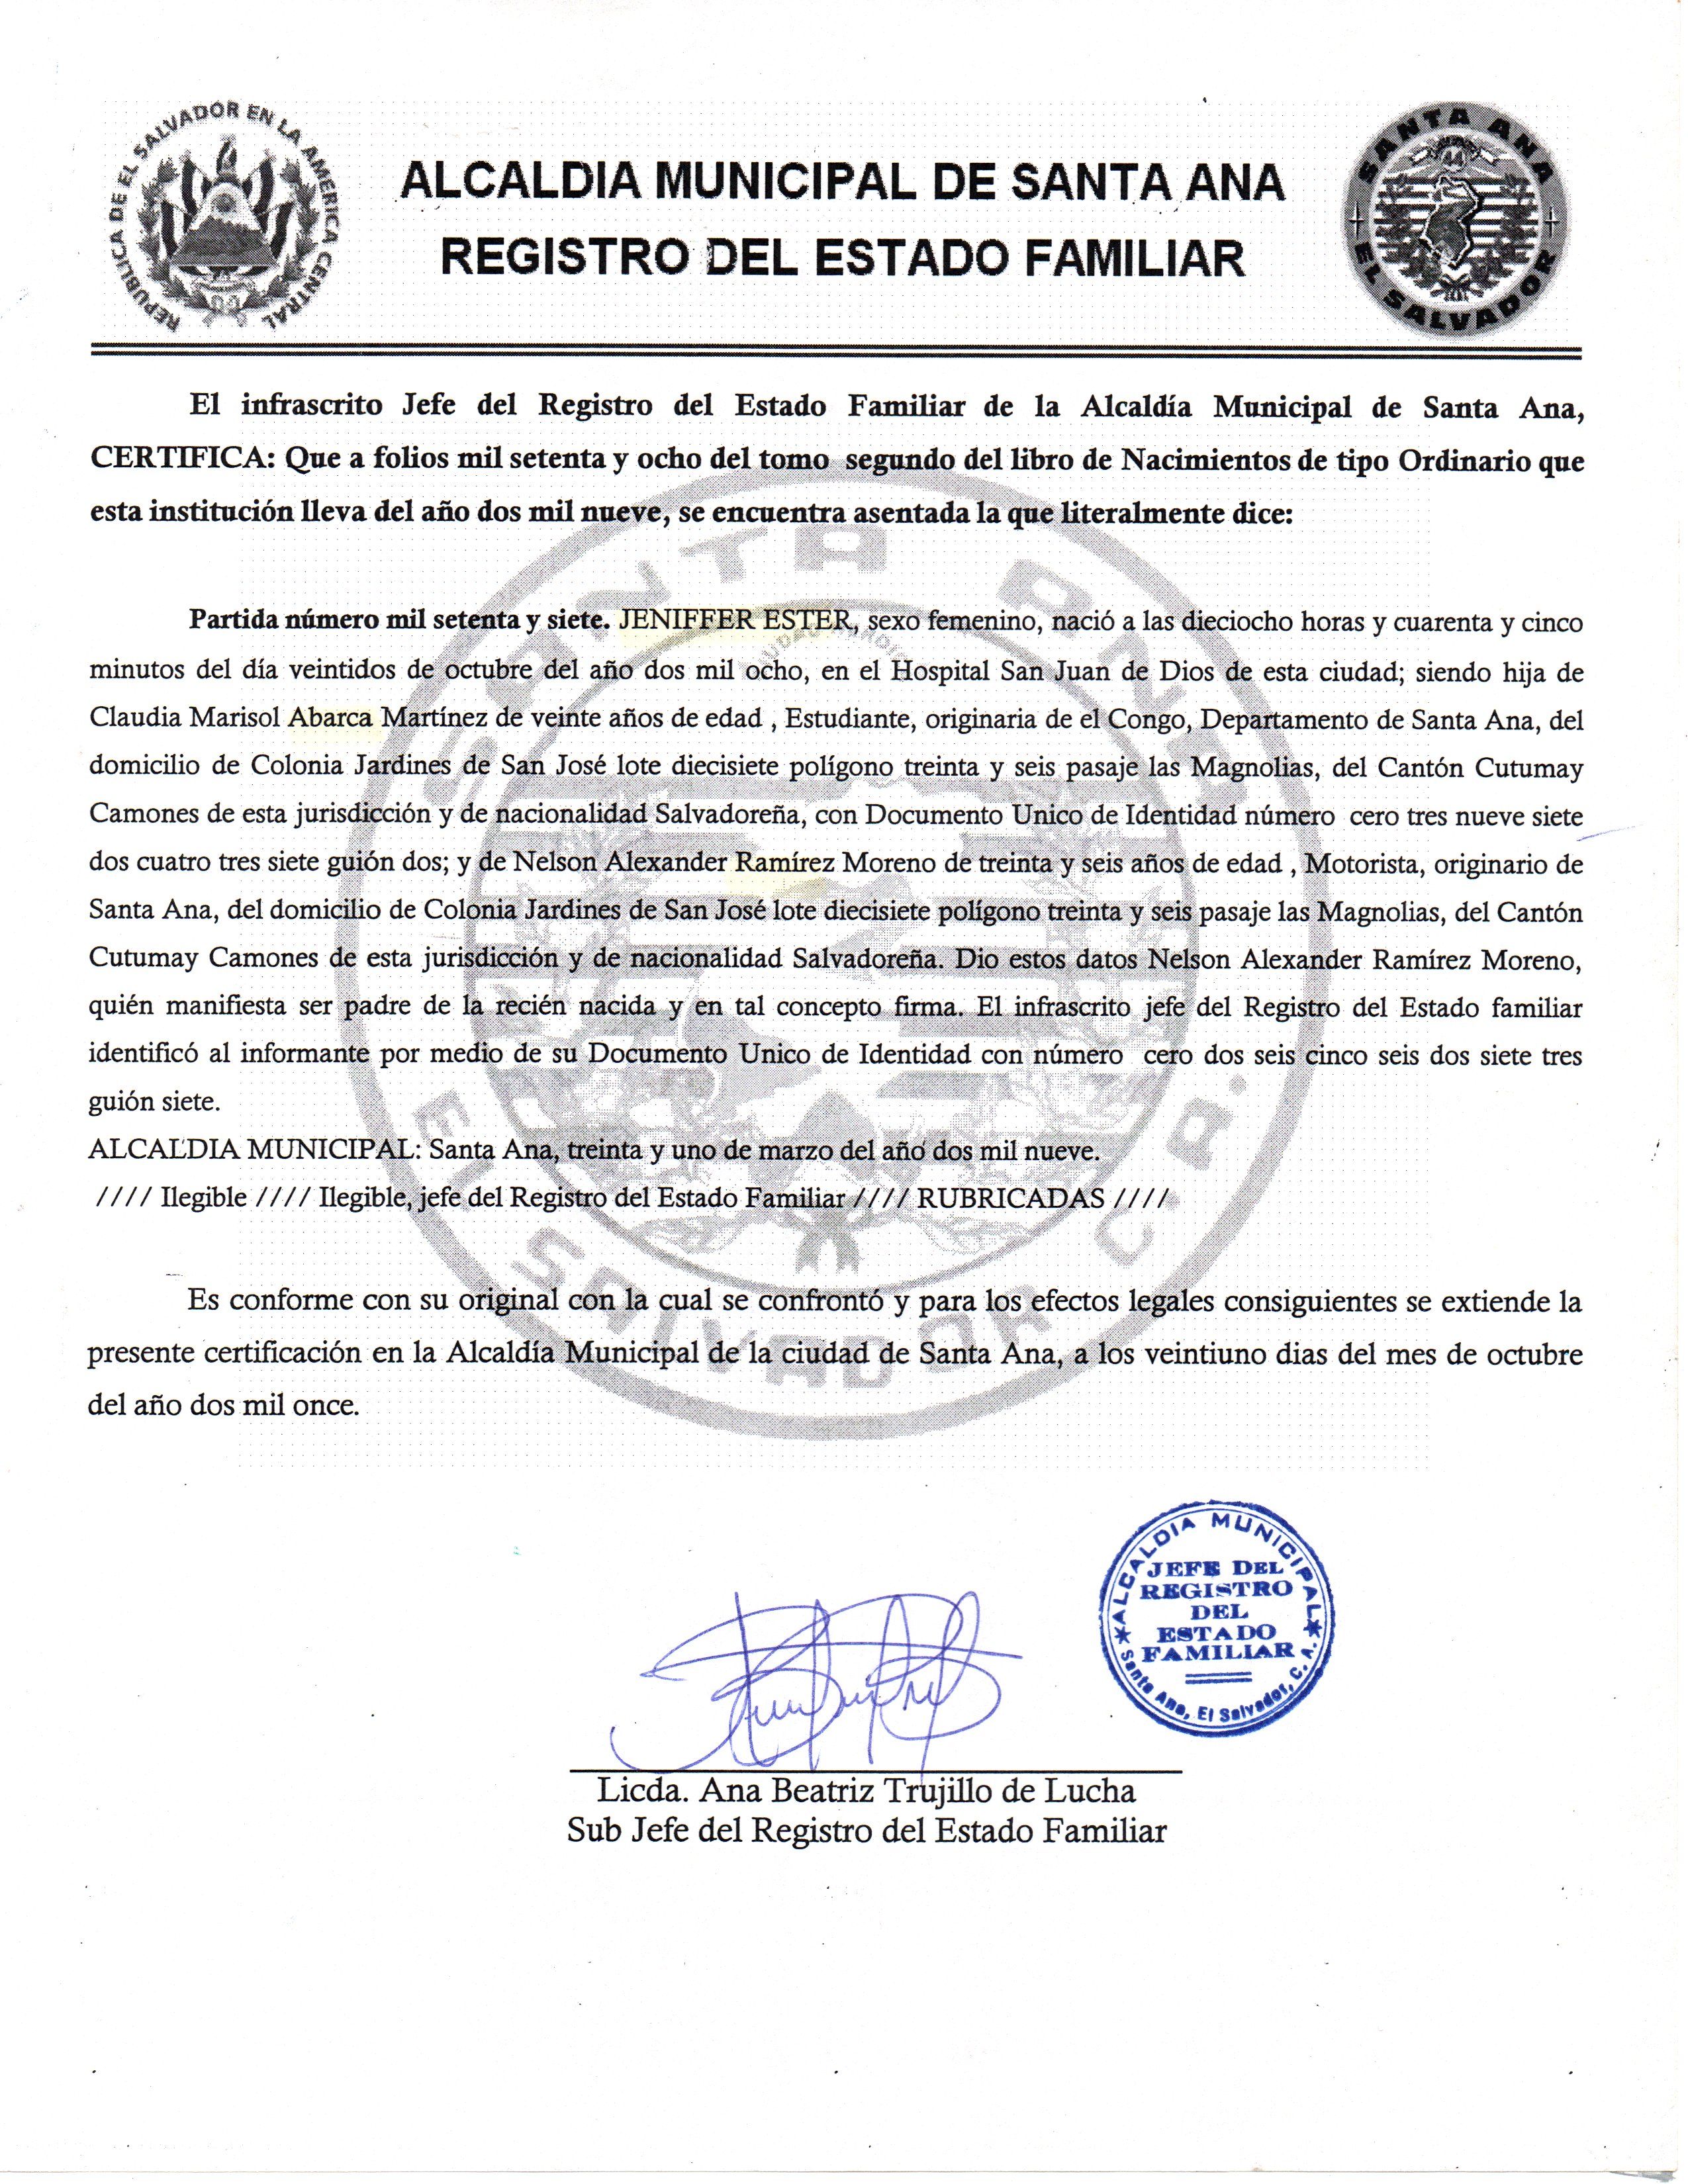 REPUBLICA DE EL SALVADOR EN LA AMERICA CENTRAL
ALCALDIA MUNICIPAL DE SANTA ANA
REGISTRO DEL ESTADO FAMILIAR
SANTA ANA
44
EL SALVADOR
El infrascrito Jefe del Registro del Estado Familiar de la Alcaldía Municipal de Santa Ana,
CERTIFICA: Que a folios mil setenta y ocho del tomo segundo del libro de Nacimientos de tipo Ordinario que
esta institución lleva del año dos mil nueve, se encuentra asentada la que literalmente dice:
Partida número mil setenta y siete. JENIFFER ESTER, sexo femenino, nació a las dieciocho horas y cuarenta y cinco
minutos del día veintidos de octubre del año dos mil ocho, en el Hospital San Juan de Dios de esta ciudad; siendo hija de
Claudia Marisol Abarca Martínez de veinte años de edad , Estudiante, originaria de el Congo, Departamento de Santa Ana, del
domicilio de Colonia Jardines de San José lote diecisiete polígono treinta y seis pasaje las Magnolias, del Cantón Cutumay
Camones de esta jurisdicción y de nacionalidad Salvadoreña, con Documento Unico de Identidad número cero tres nueve siete
dos cuatro tres siete guión dos; y de Nelson Alexander Ramírez Moreno de treinta y seis años de edad , Motorista, originario de
Santa Ana, del domicilio de Colonia Jardines de San José lote diecisiete polígono treinta y seis pasaje las Magnolias, del Cantón
Cutumay Camones de esta jurisdicción y de nacionalidad Salvadoreña. Dio estos datos Nelson Alexander Ramírez Moreno,
quién manifiesta ser padre de la recién nacida y en tal concepto firma. El infrascrito jefe del Registro del Estado familiar
identificó al informante por medio de su Documento Unico de Identidad con número cero dos seis cinco seis dos siete tres
guión siete.
ALCALDIA MUNICIPAL: Santa Ana, treinta y uno de marzo del año dos mil nueve.
//// Ilegible //// Ilegible, jefe del Registro del Estado Familiar //// RUBRICADAS ////
Es conforme con su original con la cual se confrontó y para los efectos legales consiguientes se extiende la
presente certificación en la Alcaldía Municipal de la ciudad de Santa Ana, a los veintiuno dias del mes de octubre
del año dos mil once.
SANTA ANA
EL SALVADOR C.A.
ALCALDIA MUNICIPAL
JEFE DEL
REGISTRO
DEL
ESTADO
FAMILIAR
Santa Ana, El Salvador, C. A.
Licda. Ana Beatriz Trujillo de Lucha
Sub Jefe del Registro del Estado Familiar